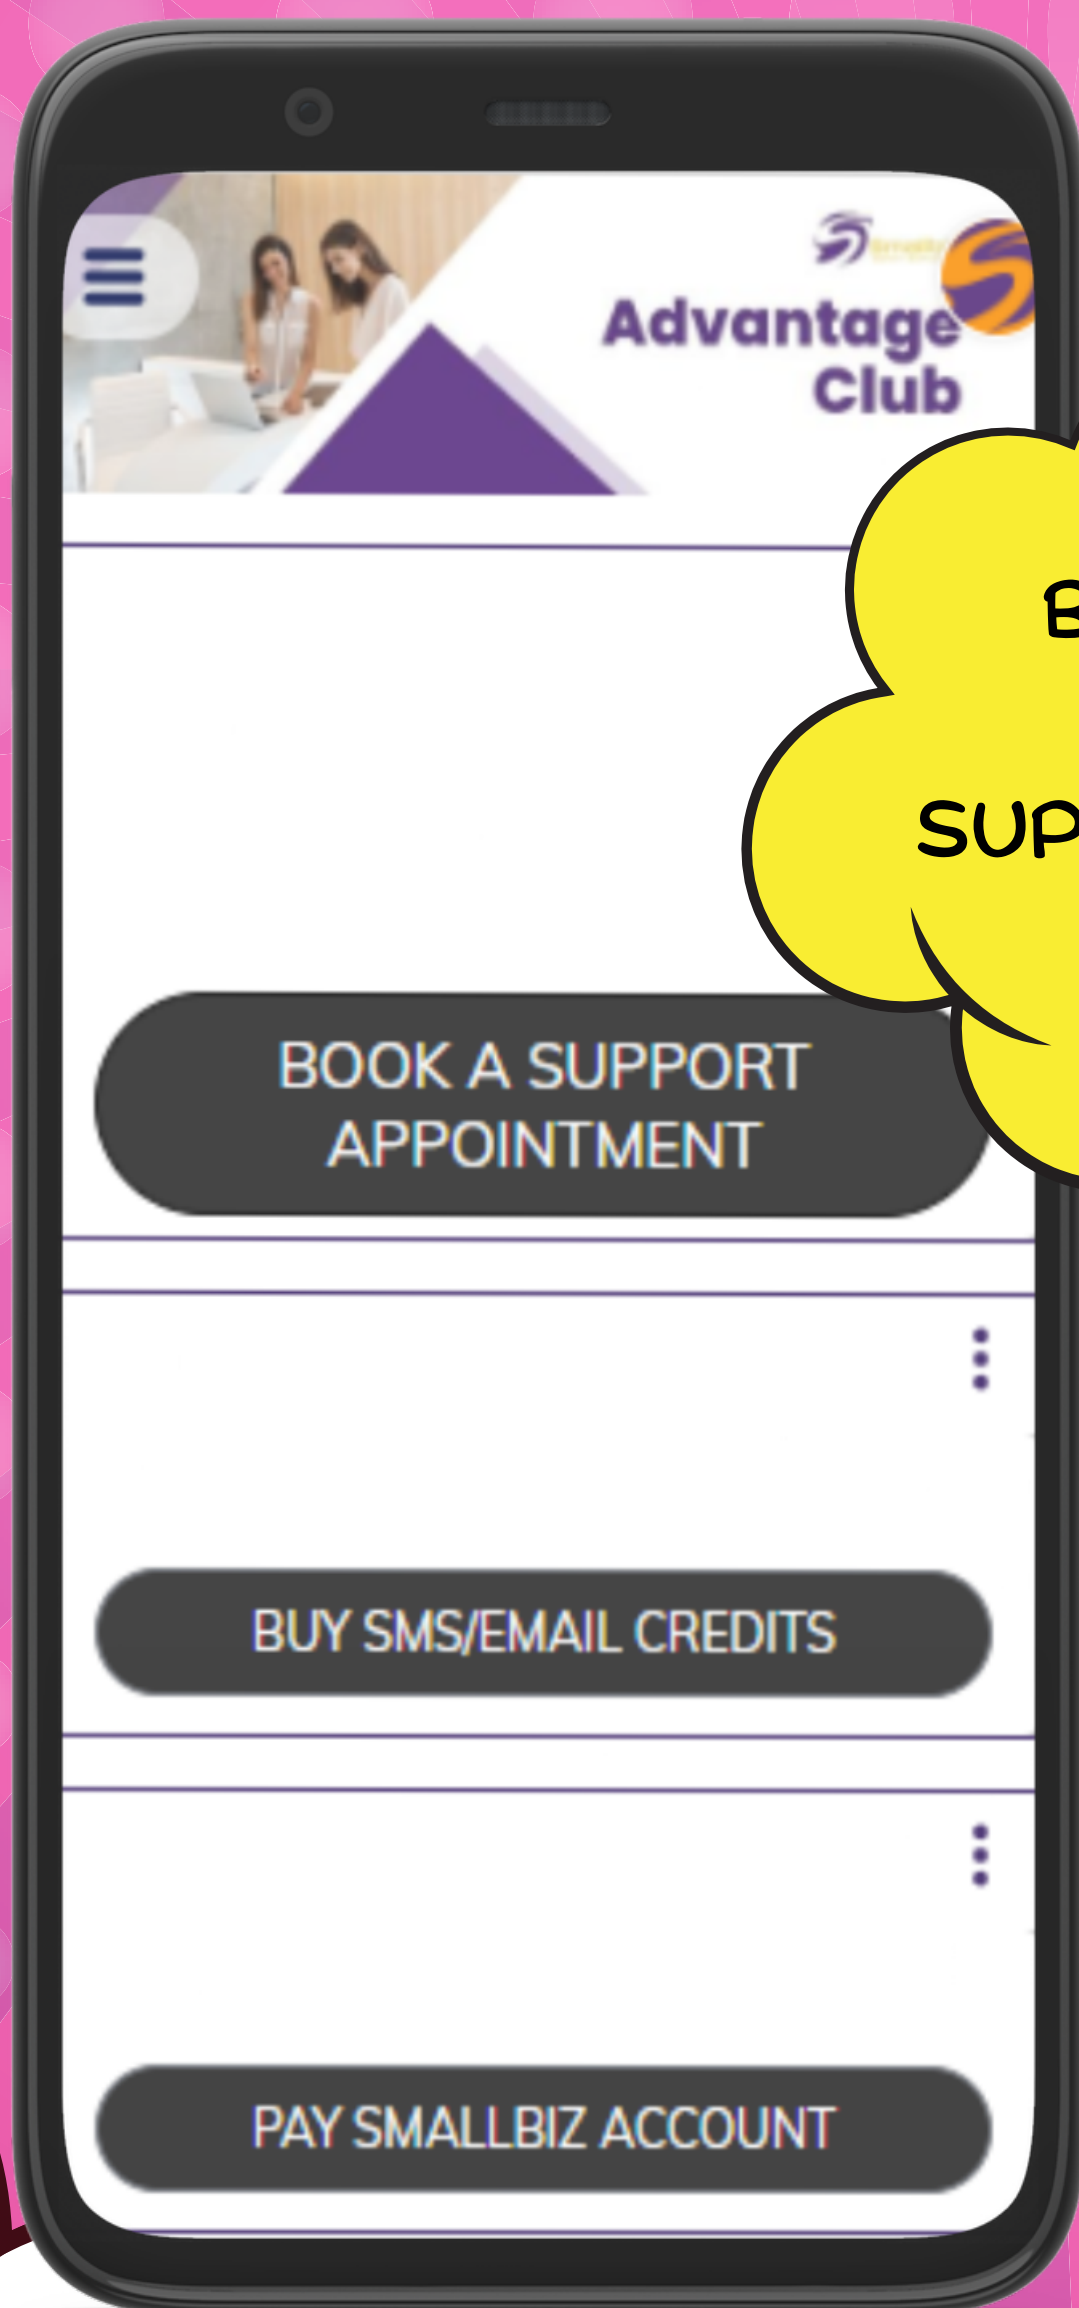 Advantage
Club
B
SUP
BOOK A SUPPORT
APPOINTMENT
BUY SMS/EMAIL CREDITS
PAY SMALLBIZ ACCOUNT